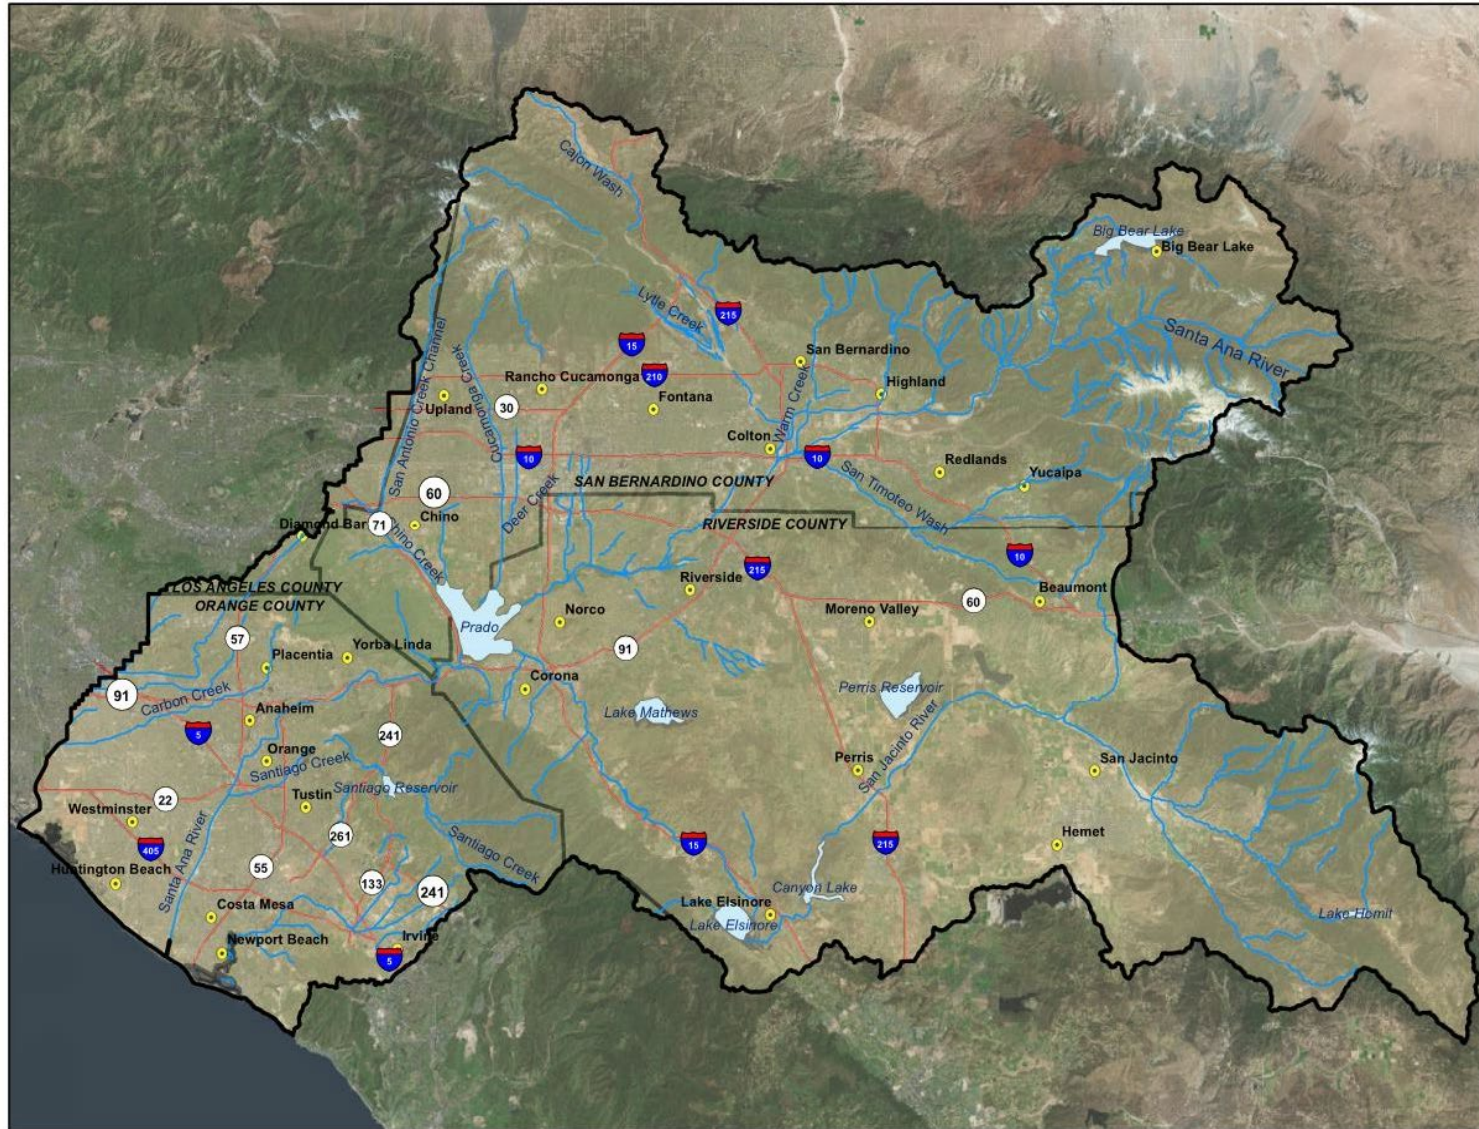 Cajon Wash
Big Bear Lake
Big Bear Lake
Lytle Creek
215
Santa Ana River
15
San Bernardino
210
Rancho Cucamonga
Highland
Upland
30
Fontana
San Antonio Creek Channel
Cucamonga Creek
Warm Creek
Colton
10
10
Redlands
Yucaipa
San Timoteo Wash
SAN BERNARDINO COUNTY
60
Deer Creek
Diamond Bar
71
Chino
Chino Creek
RIVERSIDE COUNTY
10
215
LOS ANGELES COUNTY
Riverside
Beaumont
ORANGE COUNTY
60
Norco
Moreno Valley
Prado
57
91
Yorba Linda
Placentia
Corona
Perris Reservoir
91
Carbon Creek
Lake Mathews
Anaheim
San Jacinto River
5
241
Orange
Santiago Creek
Perris
San Jacinto
Santiago Reservoir
22
Westminster
Tustin
261
Hemet
405
15
215
Santa Ana River
Santiago Creek
55
Huntington Beach
133
241
Canyon Lake
Lake Elsinore
Costa Mesa
Lake Elsinore
Lake Hemit
Newport Beach
Irvine
5